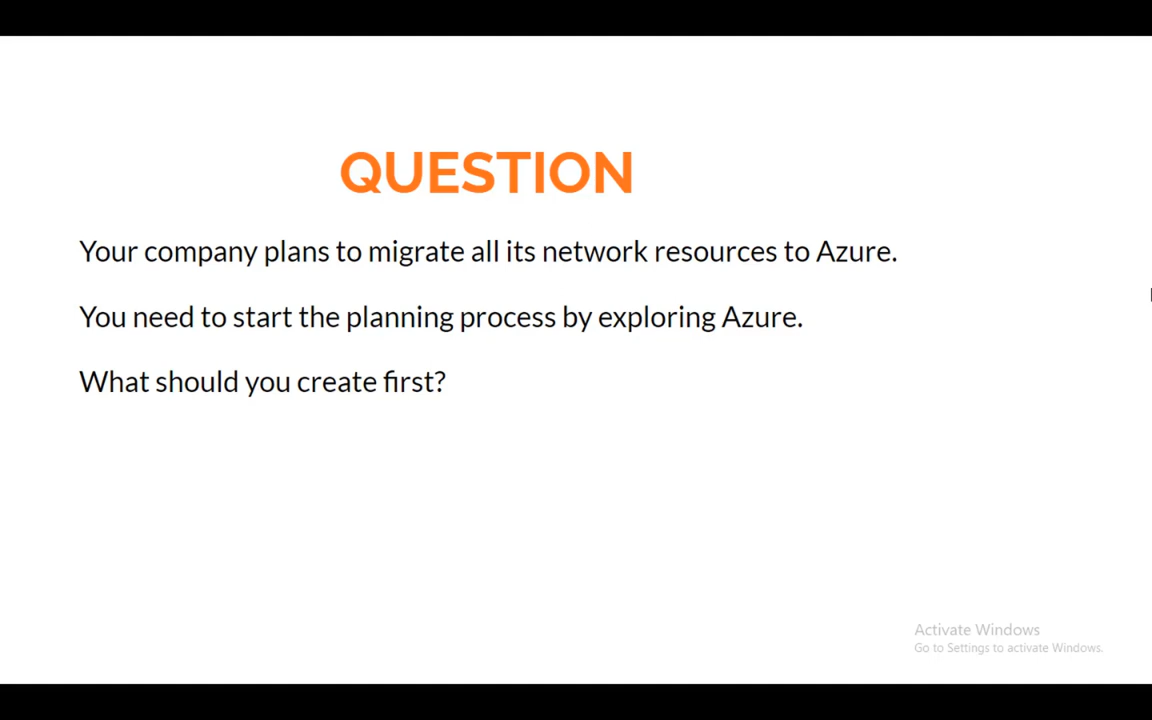 QUESTION
Your company plans to migrate all its network resources to Azure.
You need to start the planning process by exploring Azure.
What should you create first?
Activate Windows
Go to Settings to activate Windows.